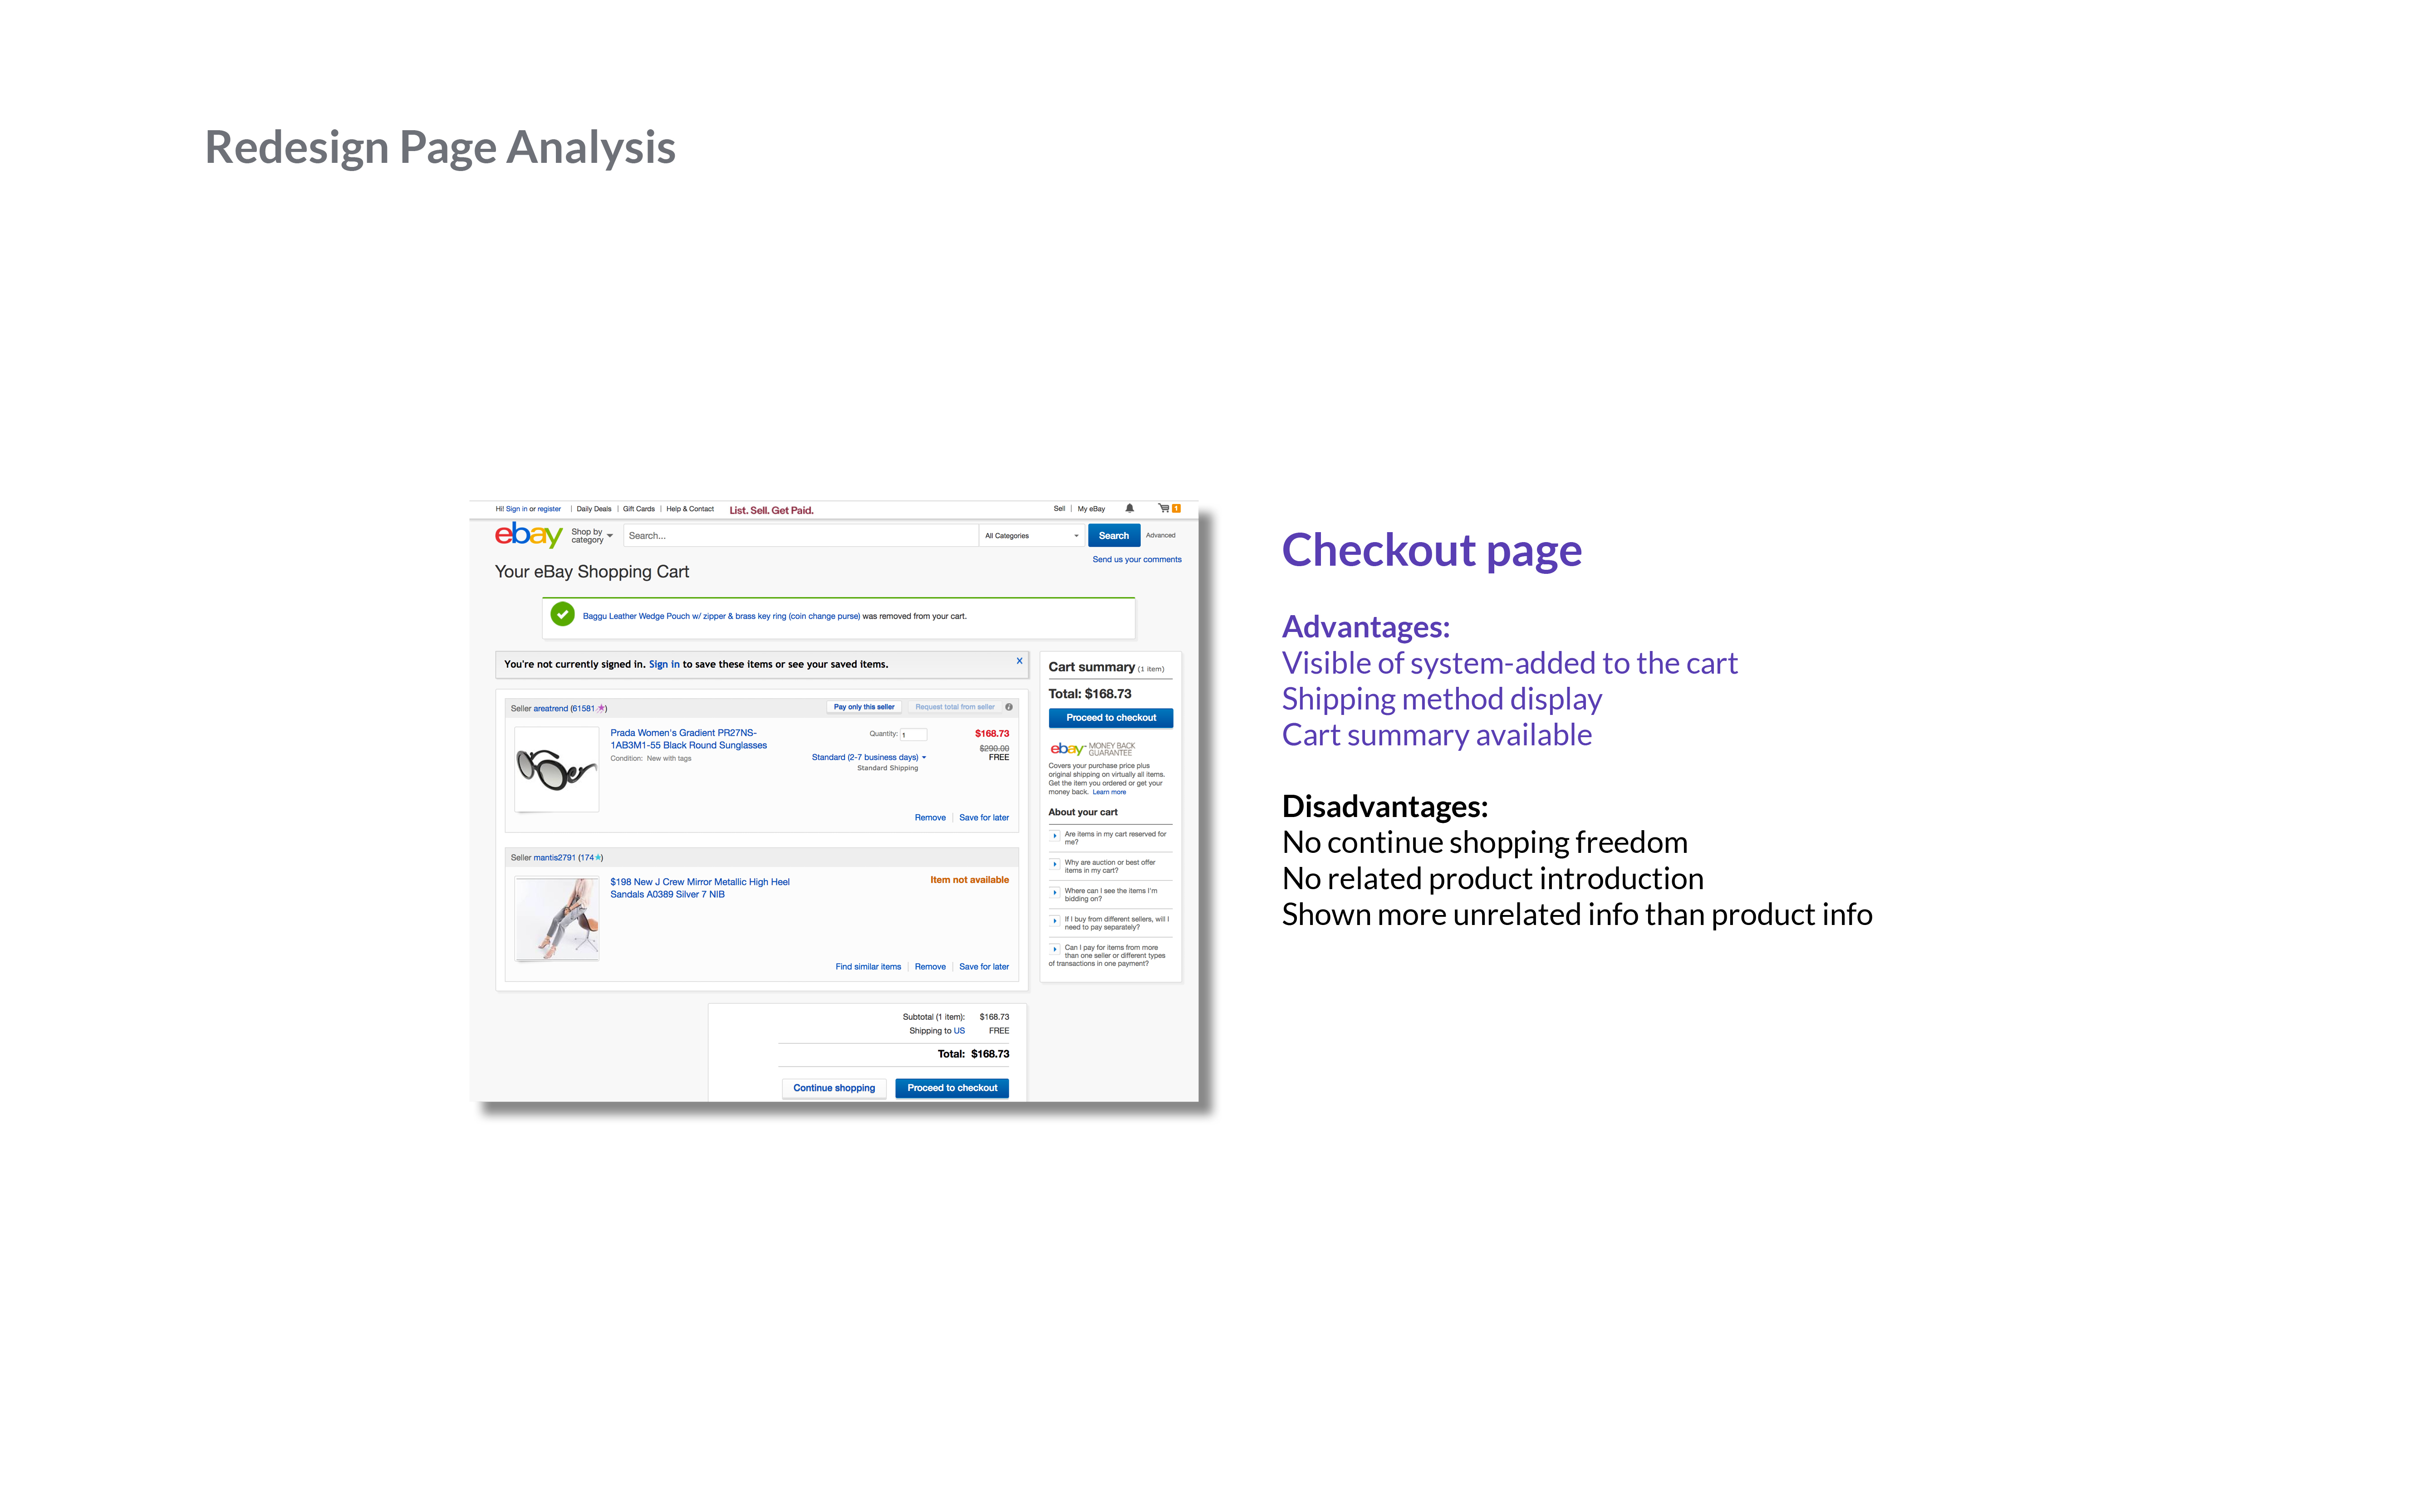 Redesign Page Analysis
Hi! Sign in or register | Daily Deals | Gift Cards | Help & Contact List. Sell. Get Paid. Sell | My eBay 1
ebay Shop by category Search... All Categories Search Advanced
Send us your comments
Your eBay Shopping Cart
Baggu Leather Wedge Pouch w/ zipper & brass key ring (coin change purse) was removed from your cart.
You're not currently signed in. Sign in to save these items or see your saved items. X
Seller areatrend (61581) Pay only this seller Request total from seller
Prada Women's Gradient PR27NS-
1AB3M1-55 Black Round Sunglasses
Condition: New with tags
Quantity: 1 $168.73
$290.00
Standard (2-7 business days) FREE
Standard Shipping
Remove | Save for later
Seller mantis2791 (174)
$198 New J Crew Mirror Metallic High Heel
Sandals A0389 Silver 7 NIB
Item not available
Find similar items | Remove | Save for later
Subtotal (1 item): $168.73
Shipping to US FREE
Total: $168.73
Continue shopping Proceed to checkout
Cart summary (1 item)
Total: $168.73
Proceed to checkout
ebay MONEY BACK
GUARANTEE
Covers your purchase price plus
original shipping on virtually all items.
Get the item you ordered or get your
money back. Learn more
About your cart
Are items in my cart reserved for
me?
Why are auction or best offer
items in my cart?
Where can I see the items I'm
bidding on?
If I buy from different sellers, will I
need to pay separately?
Can I pay for items from more
than one seller or different types
of transactions in one payment?
Checkout page
Advantages:
Visible of system-added to the cart
Shipping method display
Cart summary available
Disadvantages:
No continue shopping freedom
No related product introduction
Shown more unrelated info than product info